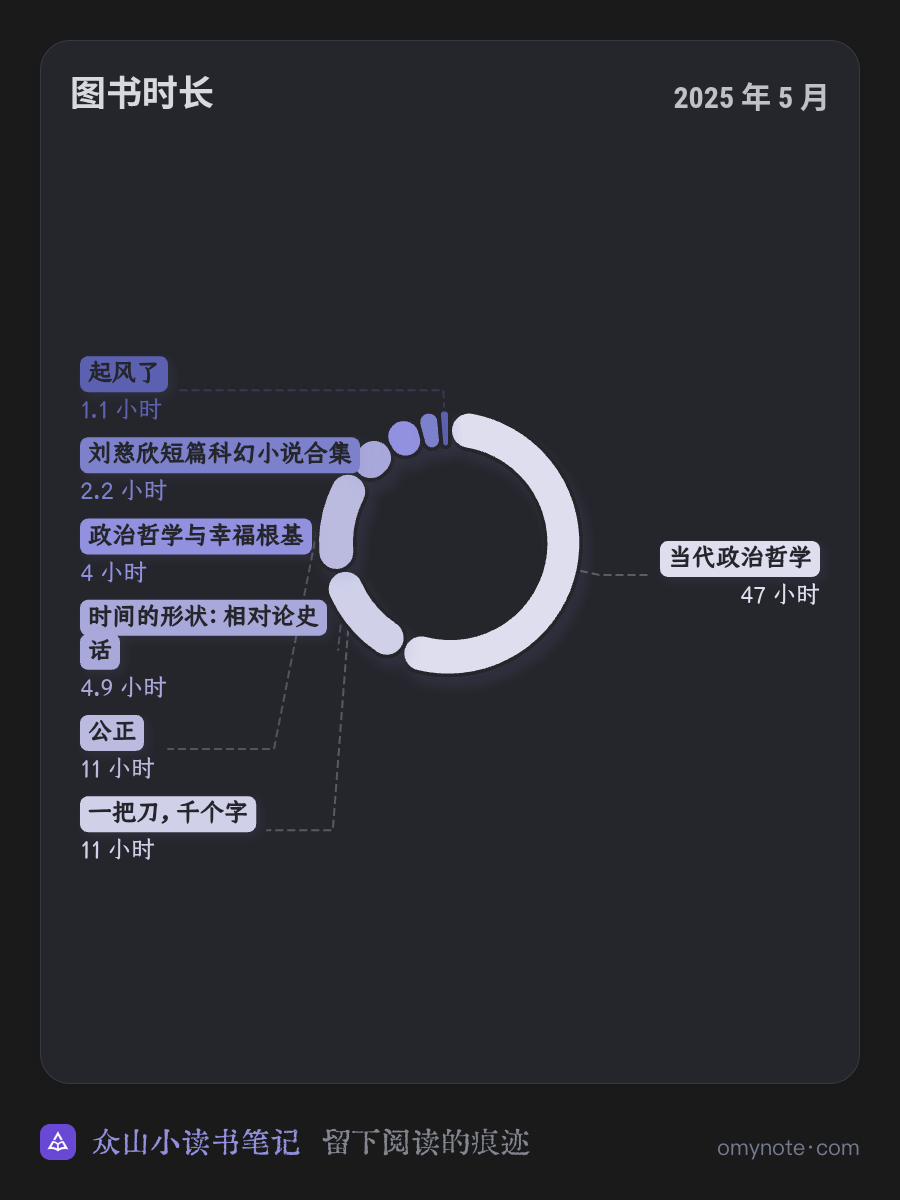 图书时长
2025 年 5 月
起风了
1.1 小时
刘慈欣短篇科幻小说合集
2.2 小时
政治哲学与幸福根基
4 小时
时间的形状：相对论史
话
4.9 小时
公正
11 小时
一把刀，千个字
11 小时
当代政治哲学
47 小时
众山小读书笔记 留下阅读的痕迹
omynote·com